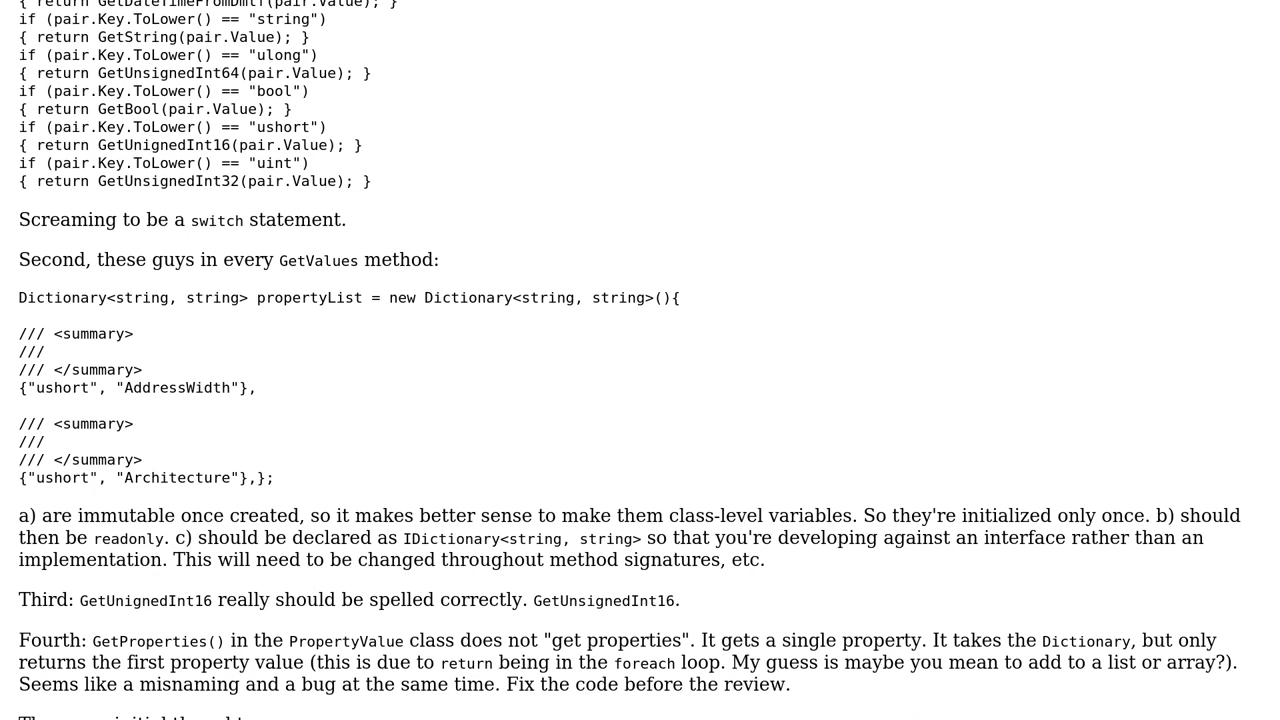 { return GetDateTimeFromDmtf(pair.Value); }
if (pair.Key.ToLower() == "string")
{ return GetString(pair.Value); }
if (pair.Key.ToLower() == "ulong")
{ return GetUnsignedInt64(pair.Value); }
if (pair.Key.ToLower() == "bool")
{ return GetBool(pair.Value); }
if (pair.Key.ToLower() == "ushort")
{ return GetUnignedInt16(pair.Value); }
if (pair.Key.ToLower() == "uint")
{ return GetUnsignedInt32(pair.Value); }
Screaming to be a switch statement.
Second, these guys in every GetValues method:
Dictionary<string, string> propertyList = new Dictionary<string, string>(){
/// <summary>
///
/// </summary>
{"ushort", "AddressWidth"},
/// <summary>
///
/// </summary>
{"ushort", "Architecture"},};
a) are immutable once created, so it makes better sense to make them class-level variables. So they're initialized only once. b) should
then be readonly. c) should be declared as IDictionary<string, string> so that you're developing against an interface rather than an
implementation. This will need to be changed throughout method signatures, etc.
Third: GetUnignedInt16 really should be spelled correctly. GetUnsignedInt16.
Fourth: GetProperties() in the PropertyValue class does not "get properties". It gets a single property. It takes the Dictionary, but only
returns the first property value (this is due to return being in the foreach loop. My guess is maybe you mean to add to a list or array?).
Seems like a misnaming and a bug at the same time. Fix the code before the review.